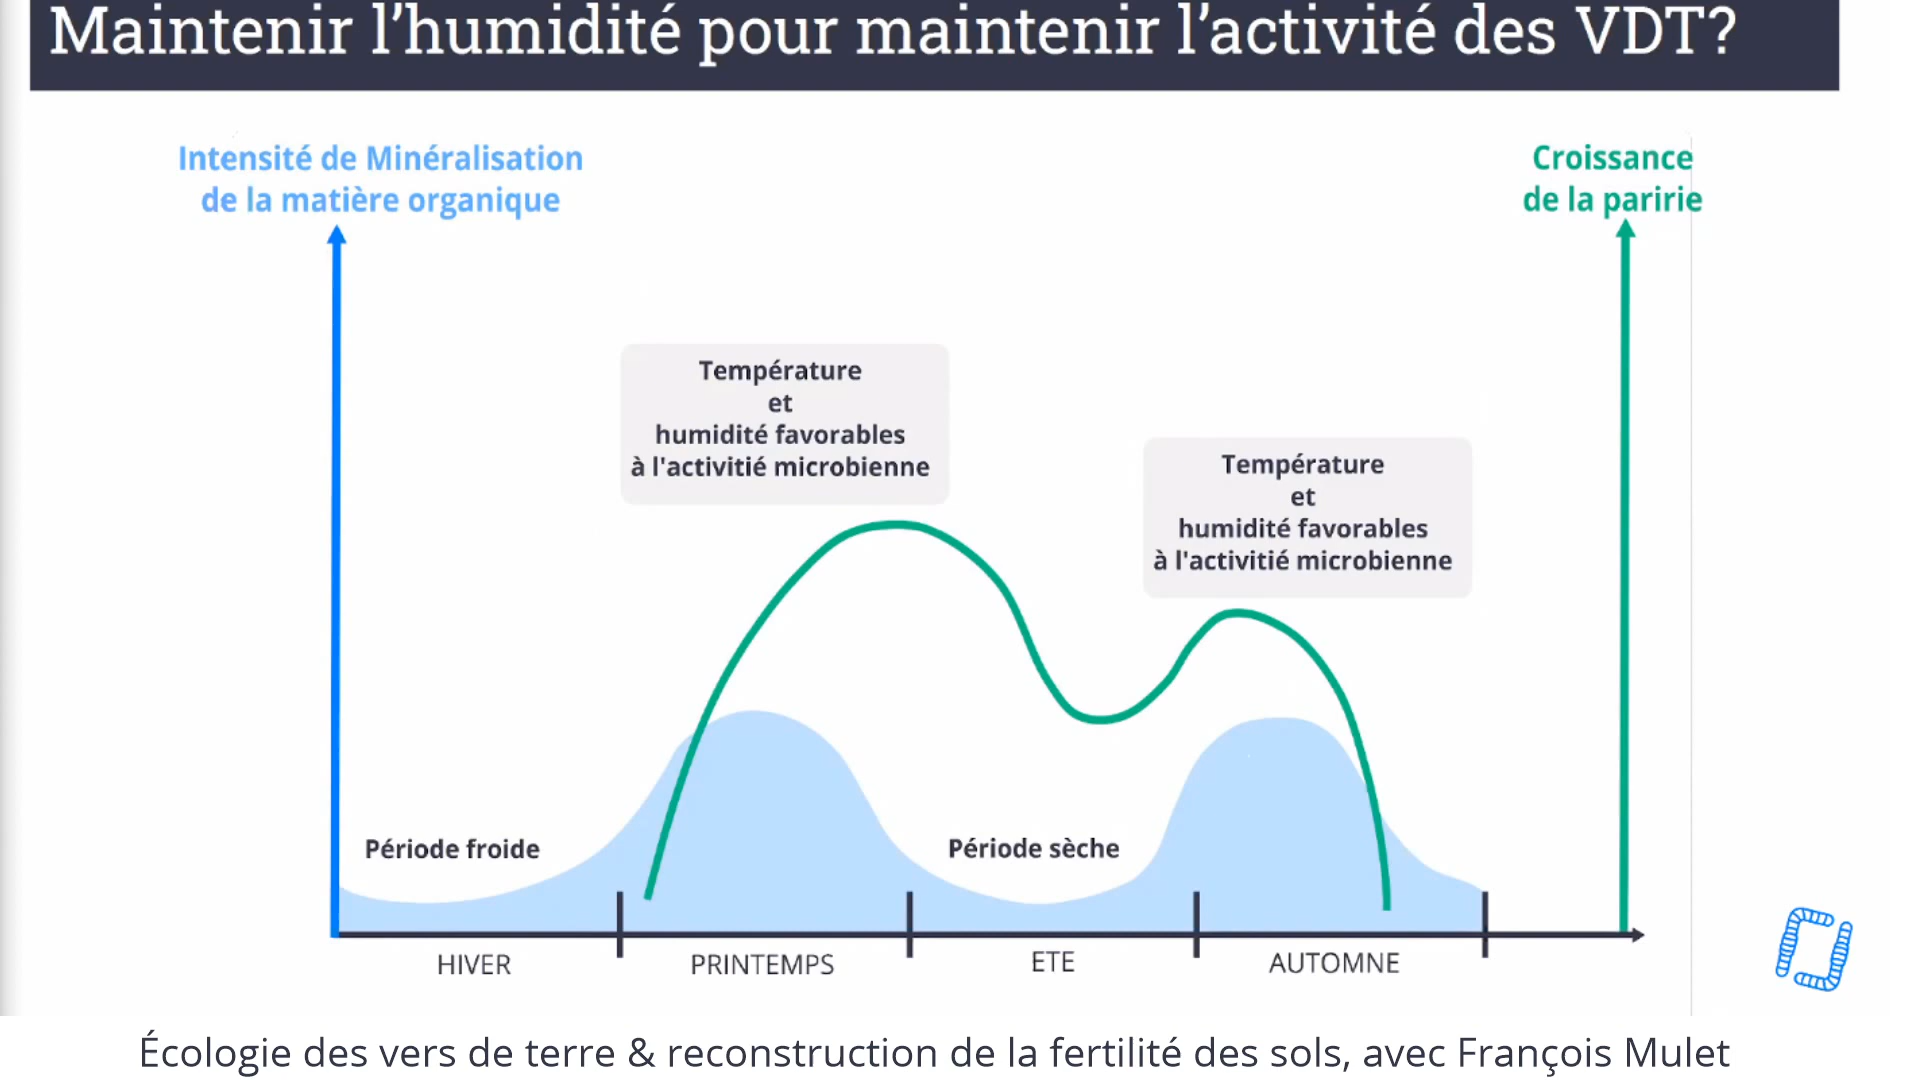 Maintenir l'humidité pour maintenir l'activité des VDT?
Intensité de Minéralisation
de la matière organique
Croissance
de la paririe
Température
et
humidité favorables
à l'activitié microbienne
Température
et
humidité favorables
à l'activitié microbienne
Période froide
Période sèche
HIVER
PRINTEMPS
ETE
AUTOMNE
Écologie des vers de terre & reconstruction de la fertilité des sols, avec François Mulet